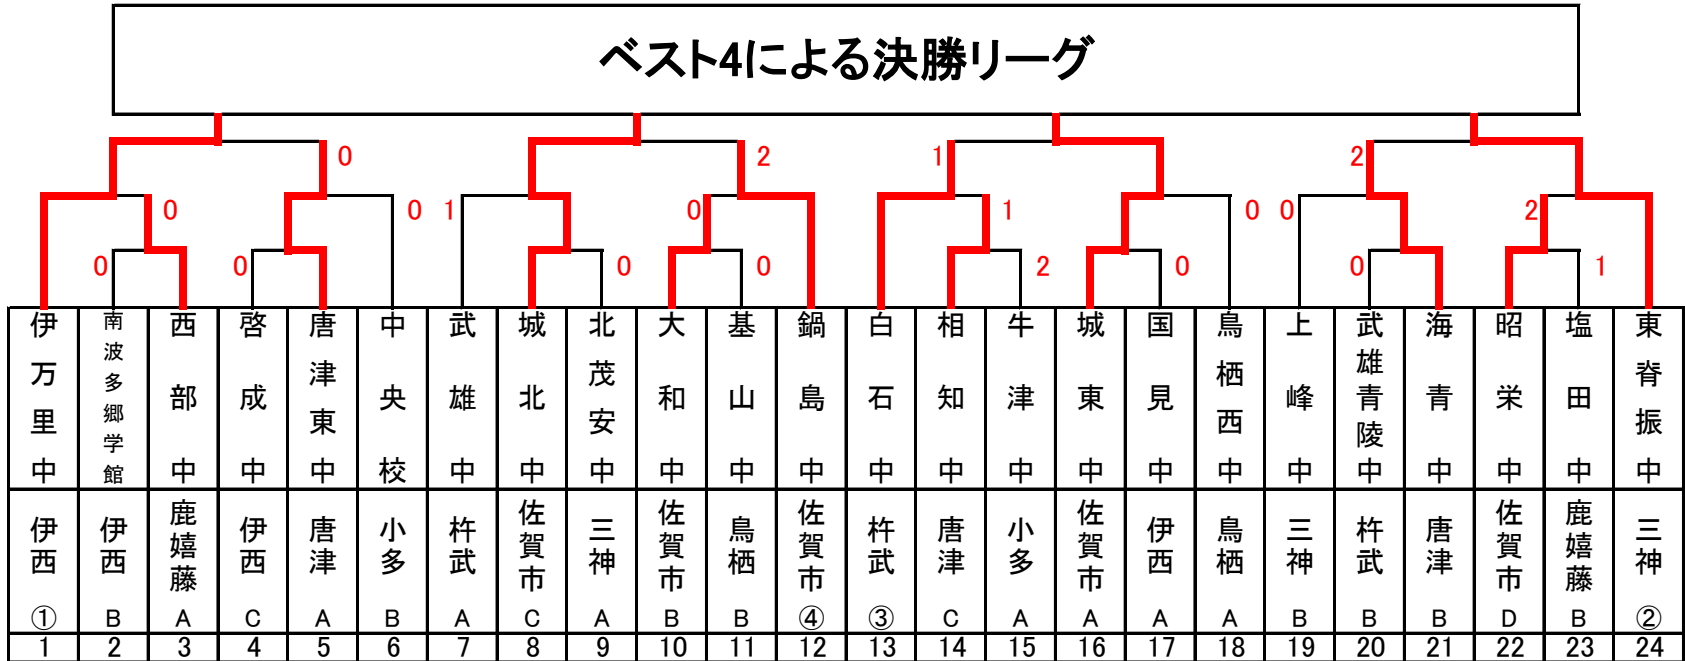 ベスト4による決勝リーグ
0 2 1 2
0 0 1 0 1 0 0 2
0 0 0 0 2 0 0 1
伊万里中 南波多郷学館 西部中 啓成中 唐津東中 中央校 武雄中 城北中 北茂安中 大和中 基山中 鍋島中 白石中 相知中 牛津中 城東中 国見中 鳥栖西中 上峰中 武雄青陵中 海青中 昭栄中 塩田中 東脊振中
伊西 伊西 鹿嬉藤 伊西 唐津 小多 杵武 佐賀市 三神 佐賀市 鳥栖 佐賀市 杵武 唐津 小多 佐賀市 伊西 鳥栖 三神 杵武 唐津 佐賀市 鹿嬉藤 三神
① B A C A B A C A B B ④ ③ C A A A A B B B D B ②
1 2 3 4 5 6 7 8 9 10 11 12 13 14 15 16 17 18 19 20 21 22 23 24